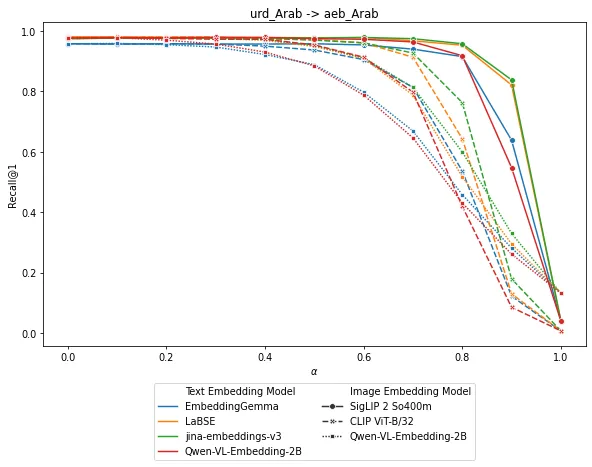 urd_Arab -> aeb_Arab
Recall@1
1.0
0.8
0.6
0.4
0.2
0.0
0.0 0.2 0.4 0.6 0.8 1.0
α
Text Embedding Model
EmbeddingGemma
LaBSE
jina-embeddings-v3
Qwen-VL-Embedding-2B
Image Embedding Model
SigLIP 2 So400m
CLIP ViT-B/32
Qwen-VL-Embedding-2B